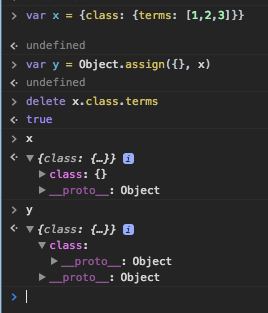 > var x = {class: {terms: [1,2,3]}}
<· undefined
> var y = Object.assign({}, x)
<· undefined
> delete x.class.terms
<· true
> x
<· ▼{class: {…}} i
▶class: {}
▶__proto__: Object
> y
<· ▼{class: {…}} i
▼class:
▶__proto__: Object
▶__proto__: Object
>